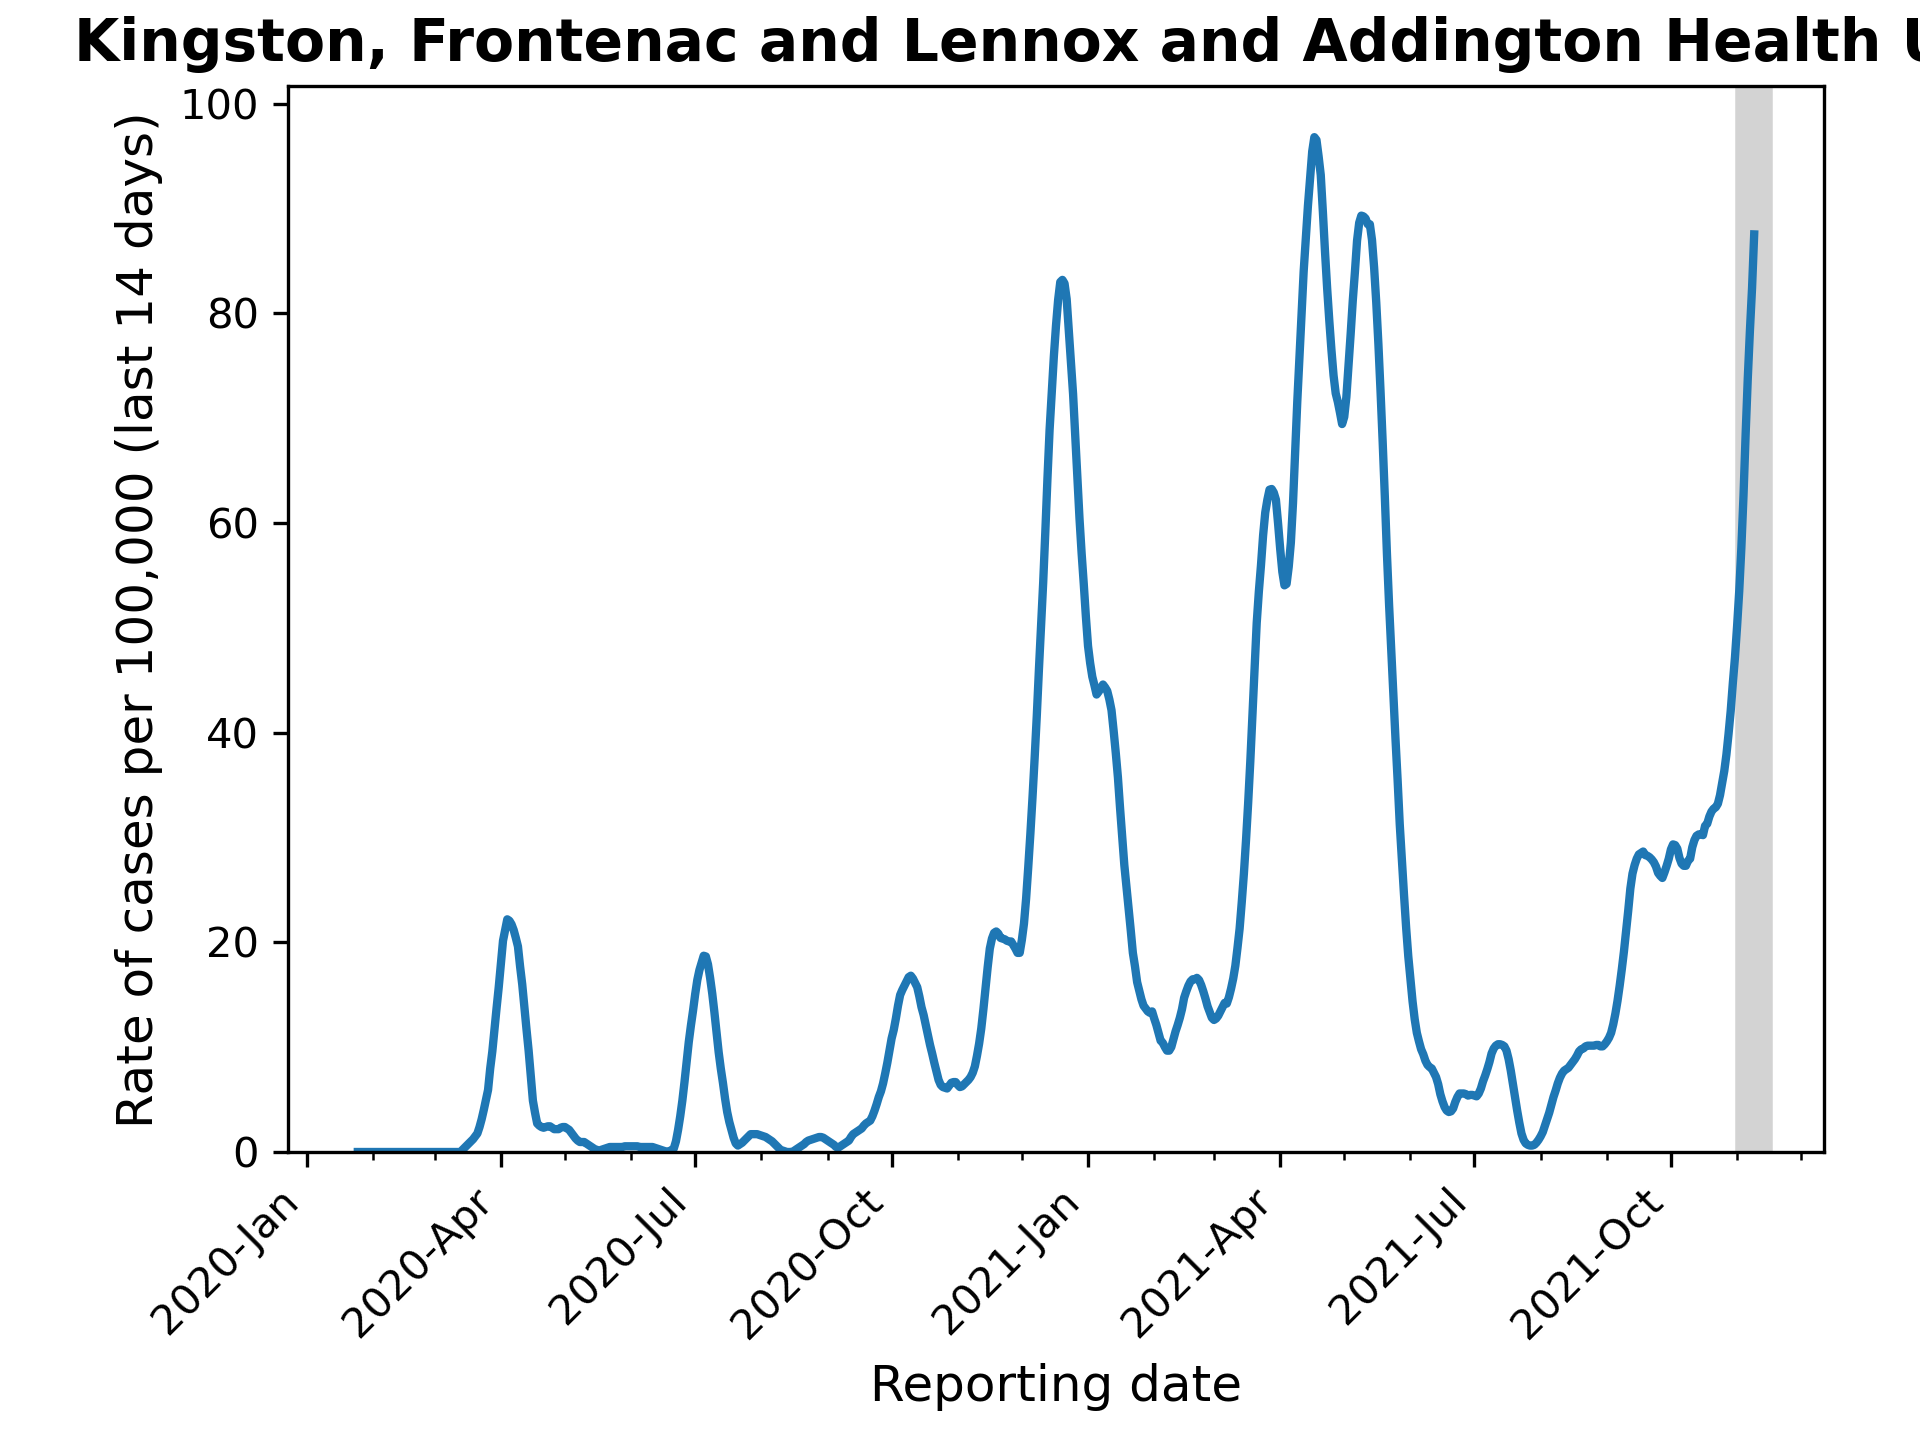 Kingston, Frontenac and Lennox and Addington Health
Rate of cases per 100,000 (last 14 days)
100
80
60
40
20
0
2020-Jan
2020-Apr
2020-Jul
2020-Oct
2021-Jan
2021-Apr
2021-Jul
2021-Oct
Reporting date